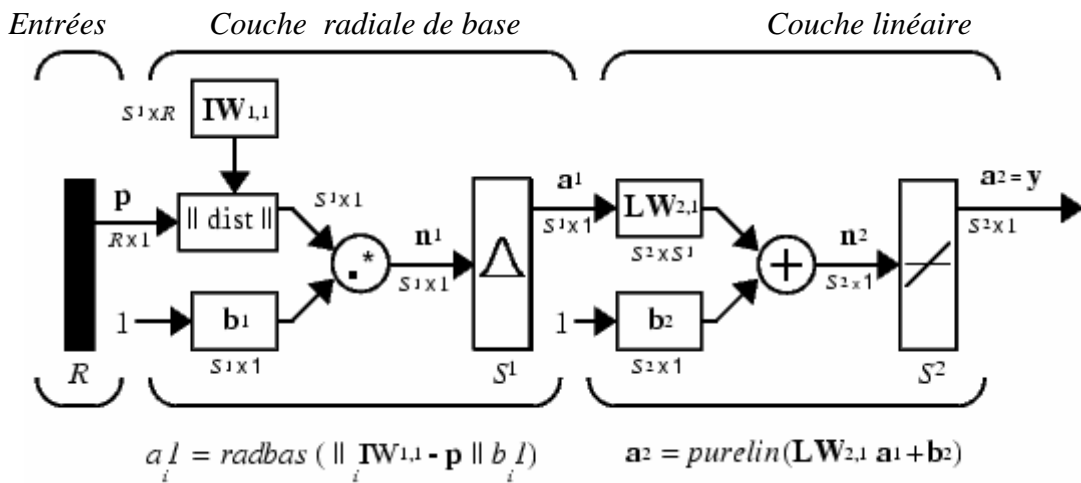 Entrées Couche radiale de base Couche linéaire
S¹xR IW1,1
p a¹ a2 = y
|| dist || S¹x1 LW2,1
Rx1 S¹x1 S²x1
n¹ S²xS¹ n²
.* +
S¹x1 S²x1
1 b1 1 b2
S¹x1 S²x1
R S¹ S²
a_i1 = radbas ( || _iIW1,1 - p || b_i1) a2 = purelin(LW2,1 a1+b2)